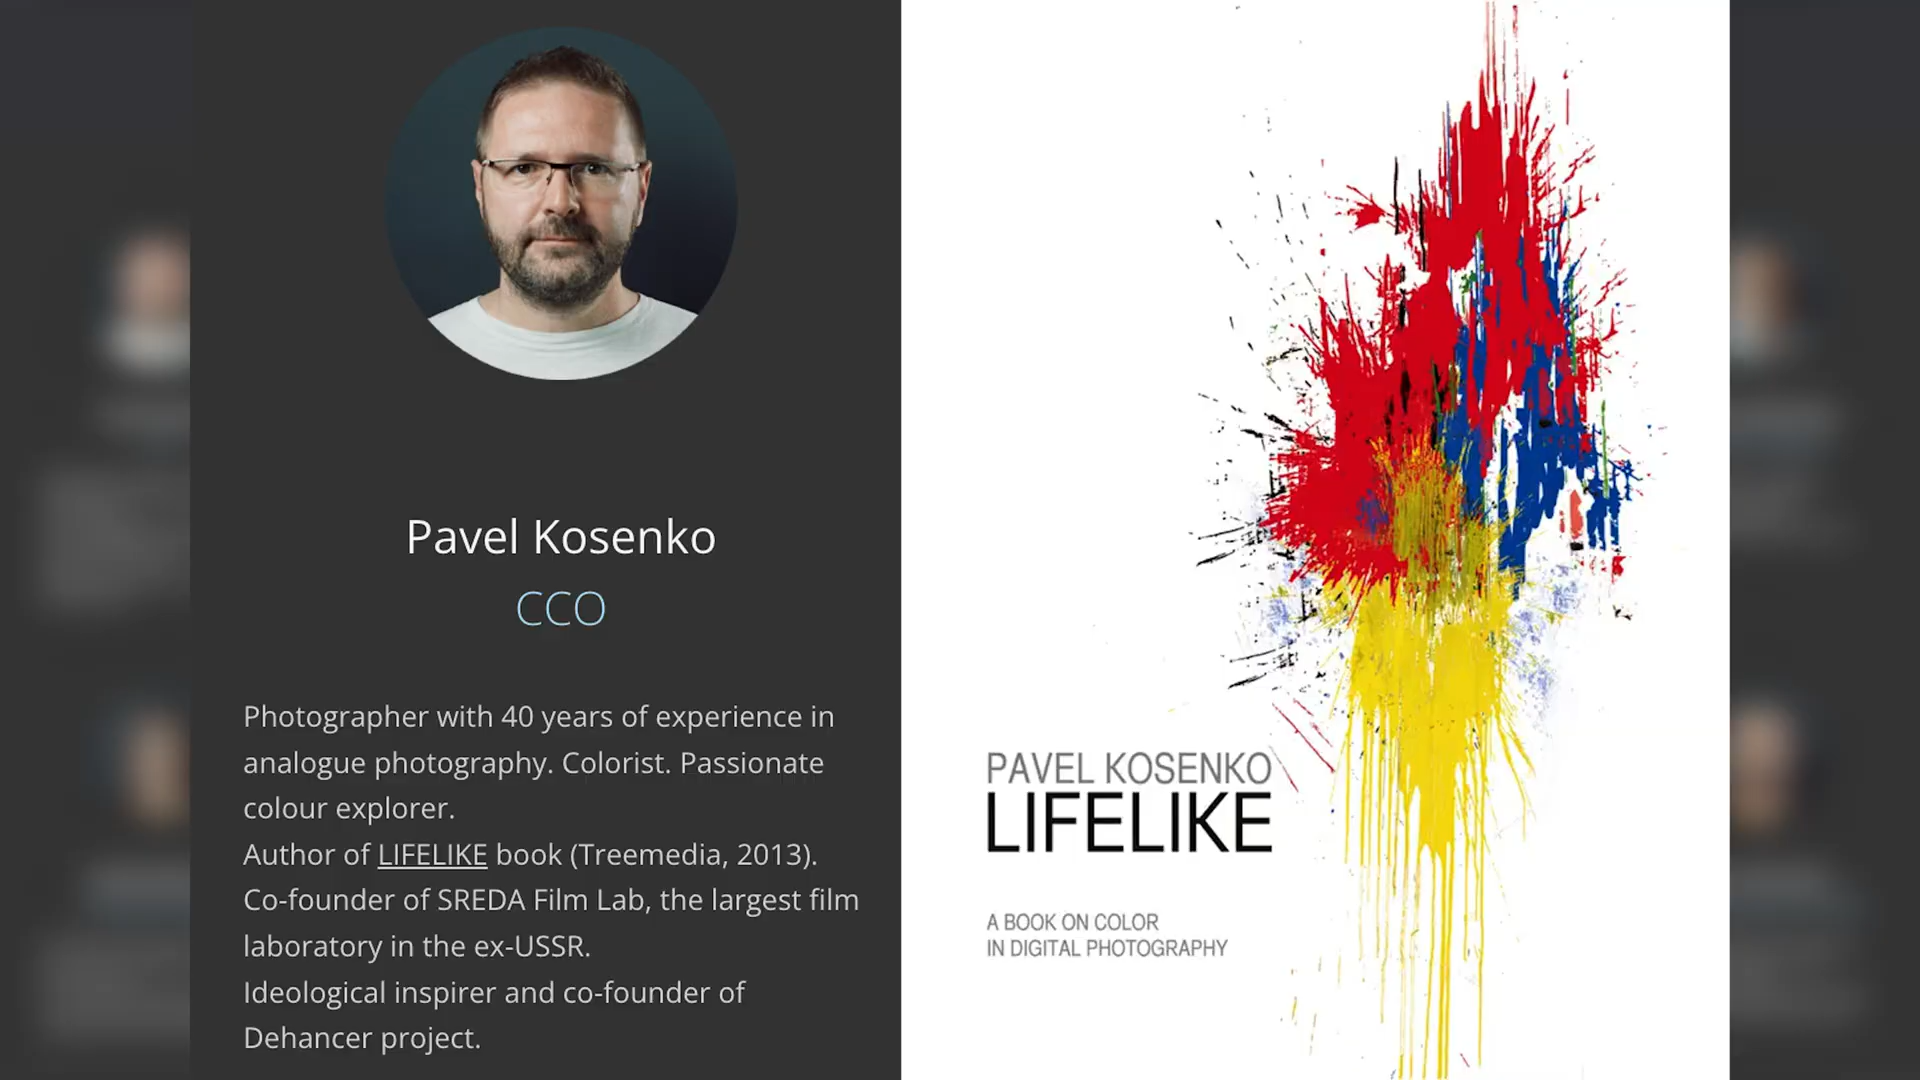 Pavel Kosenko
CCO
Photographer with 40 years of experience in
analogue photography. Colorist. Passionate
colour explorer.
Author of LIFELIKE book (Treemedia, 2013).
Co-founder of SREDA Film Lab, the largest film
laboratory in the ex-USSR.
Ideological inspirer and co-founder of
Dehancer project.
PAVEL KOSENKO
LIFELIKE
A BOOK ON COLOR
IN DIGITAL PHOTOGRAPHY